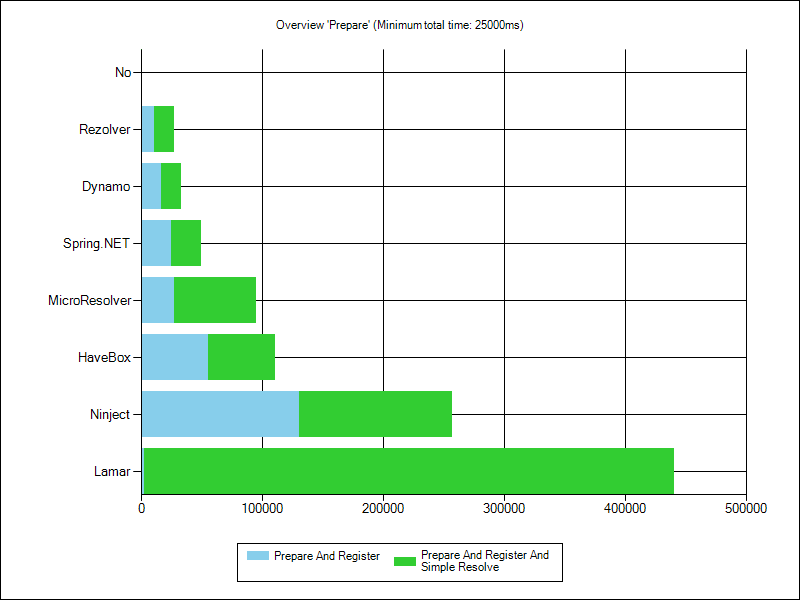 Overview 'Prepare' (Minimum total time: 25000ms)
No
Rezolver
Dynamo
Spring.NET
MicroResolver
HaveBox
Ninject
Lamar
0 100000 200000 300000 400000 500000
Prepare And Register
Prepare And Register And
Simple Resolve